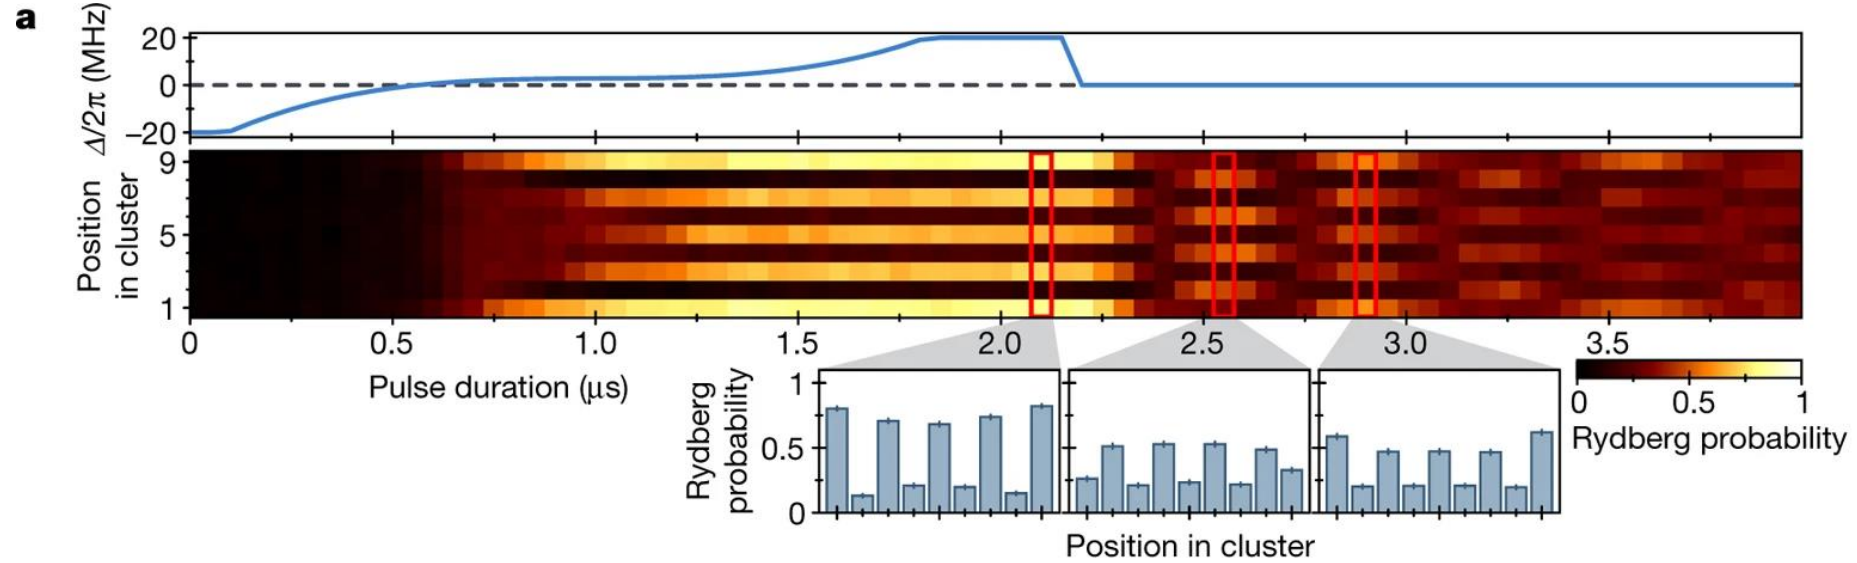 a
Δ/2π (MHz)
20
0
−20
Position
in cluster
9
5
1
0 0.5 1.0 1.5 2.0 2.5 3.0 3.5
Pulse duration (μs)
Rydberg
probability
1
0.5
0
Position in cluster
0 0.5 1
Rydberg probability